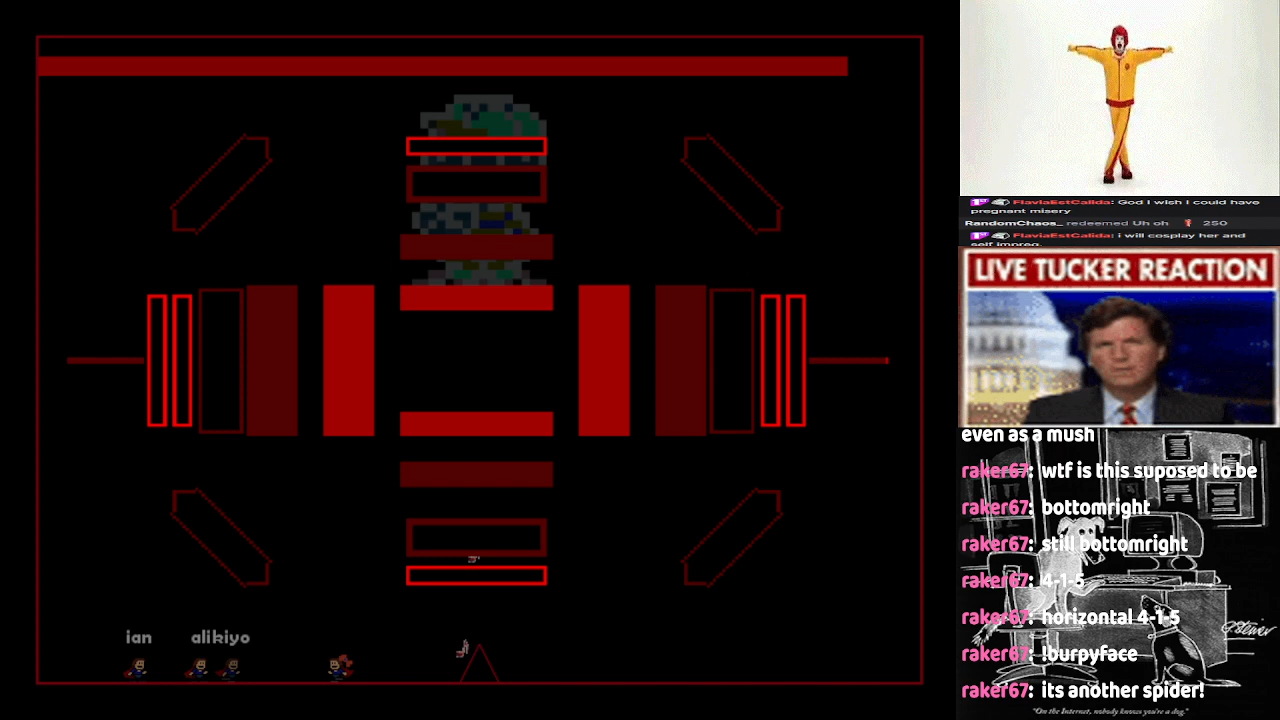 ian
alikiyo
FlaviaEstCalida: God I wish I could have
pregnant misery
RandomChaos_ redeemed Uh oh 250
FlaviaEstCalida: i will cosplay her and
self impreg.
LIVE TUCKER REACTION
even as a mush
raker67: wtf is this suposed to be
raker67: bottomright
raker67: still bottomright
raker67: 4-1-5
raker67: horizontal 4-1-5
raker67: !burpyface
raker67: its another spider!
"On the Internet, nobody knows you're a dog."